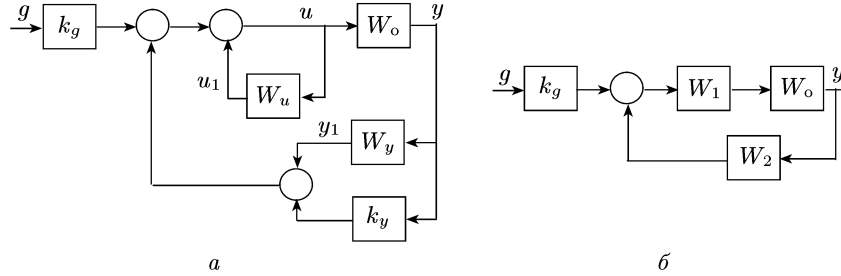 g k_g u W_o y
u_1 W_u
y_1 W_y
k_y
g k_g W_1 W_o y
W_2
а б